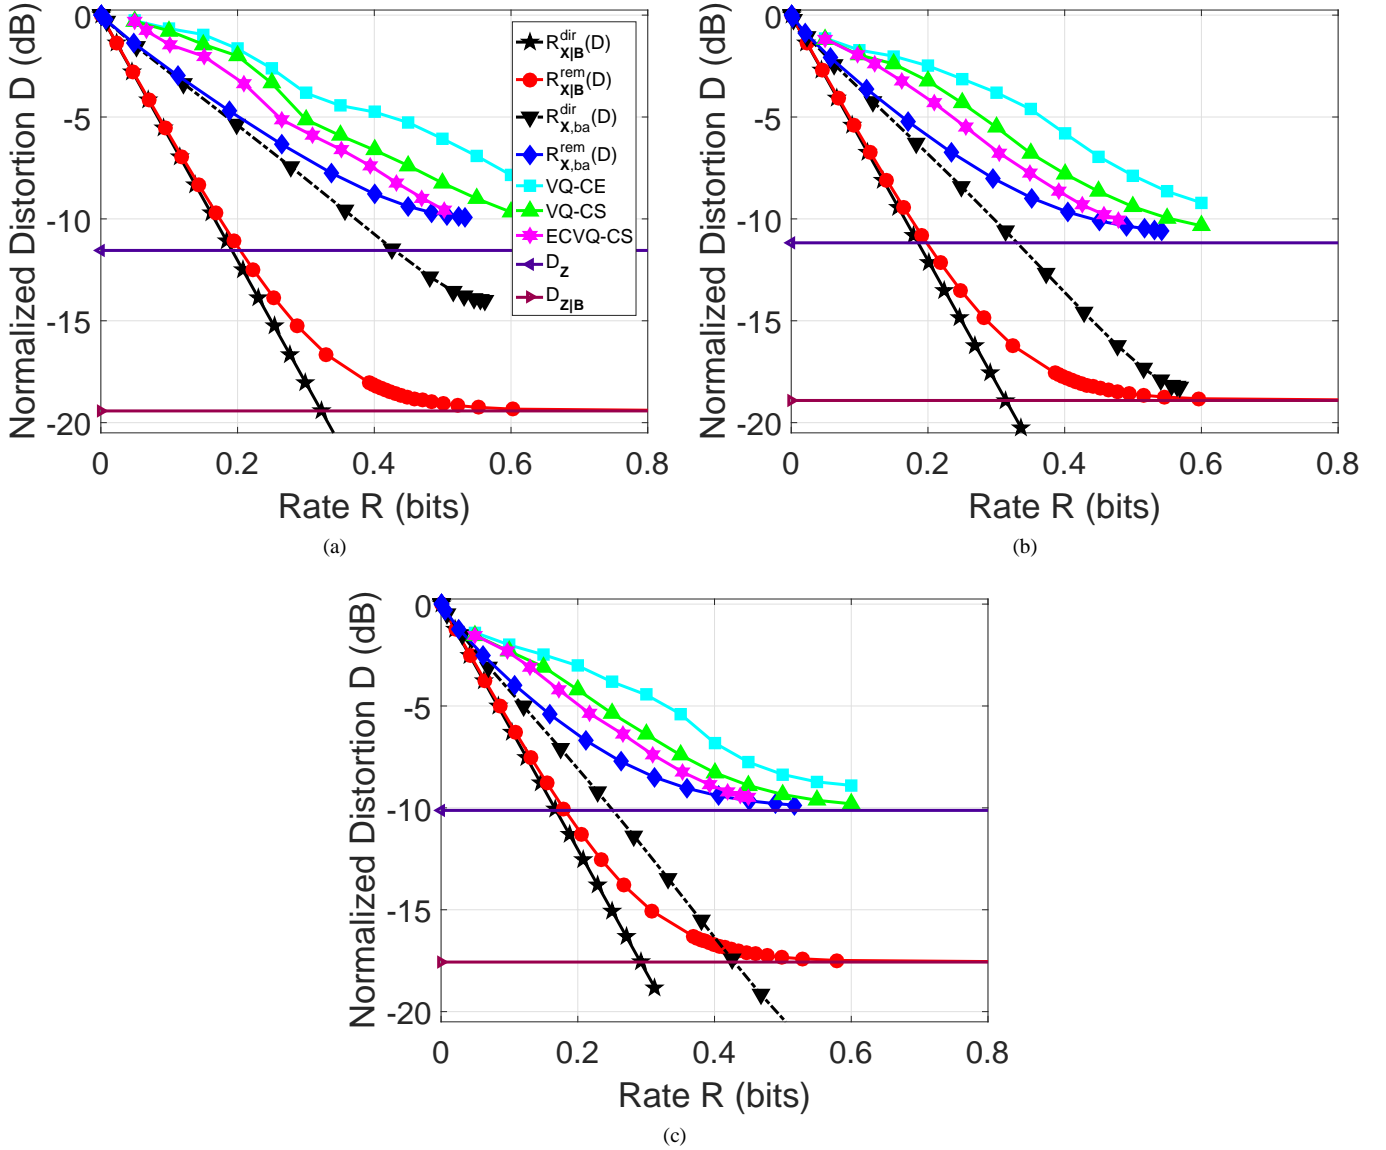 Normalized Distortion D (dB)
0
-5
-10
-15
-20
0 0.2 0.4 0.6 0.8
Rate R (bits)
(a)
R^dir_X|B(D)
R^rem_X|B(D)
R^dir_X,ba(D)
R^rem_X,ba(D)
VQ-CE
VQ-CS
ECVQ-CS
D_Z
D_Z|B
Normalized Distortion D (dB)
0
-5
-10
-15
-20
0 0.2 0.4 0.6 0.8
Rate R (bits)
(b)
Normalized Distortion D (dB)
0
-5
-10
-15
-20
0 0.2 0.4 0.6 0.8
Rate R (bits)
(c)